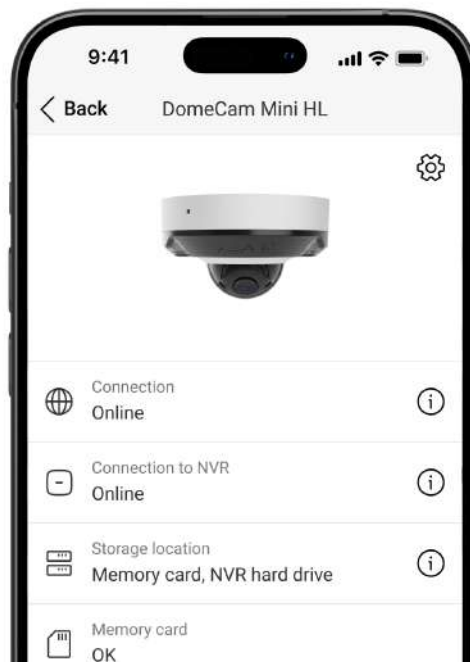 9:41
Back DomeCam Mini HL
Connection
Online
Connection to NVR
Online
Storage location
Memory card, NVR hard drive
Memory card
OK